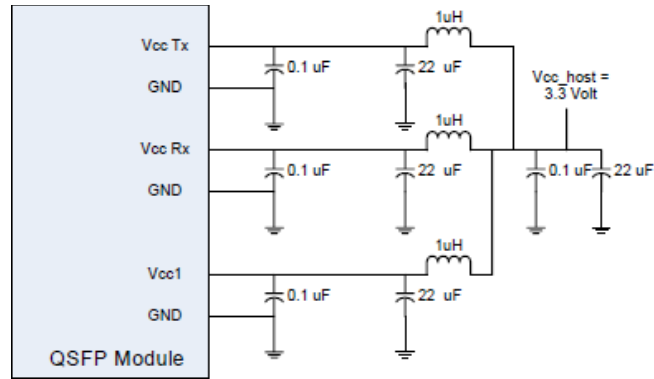 1uH
Vcc Tx
0.1 uF
22 uF
GND
Vcc_host =
3.3 Volt
1uH
Vcc Rx
0.1 uF
22 uF
0.1 uF
22 uF
GND
1uH
Vcc1
0.1 uF
22 uF
GND
QSFP Module